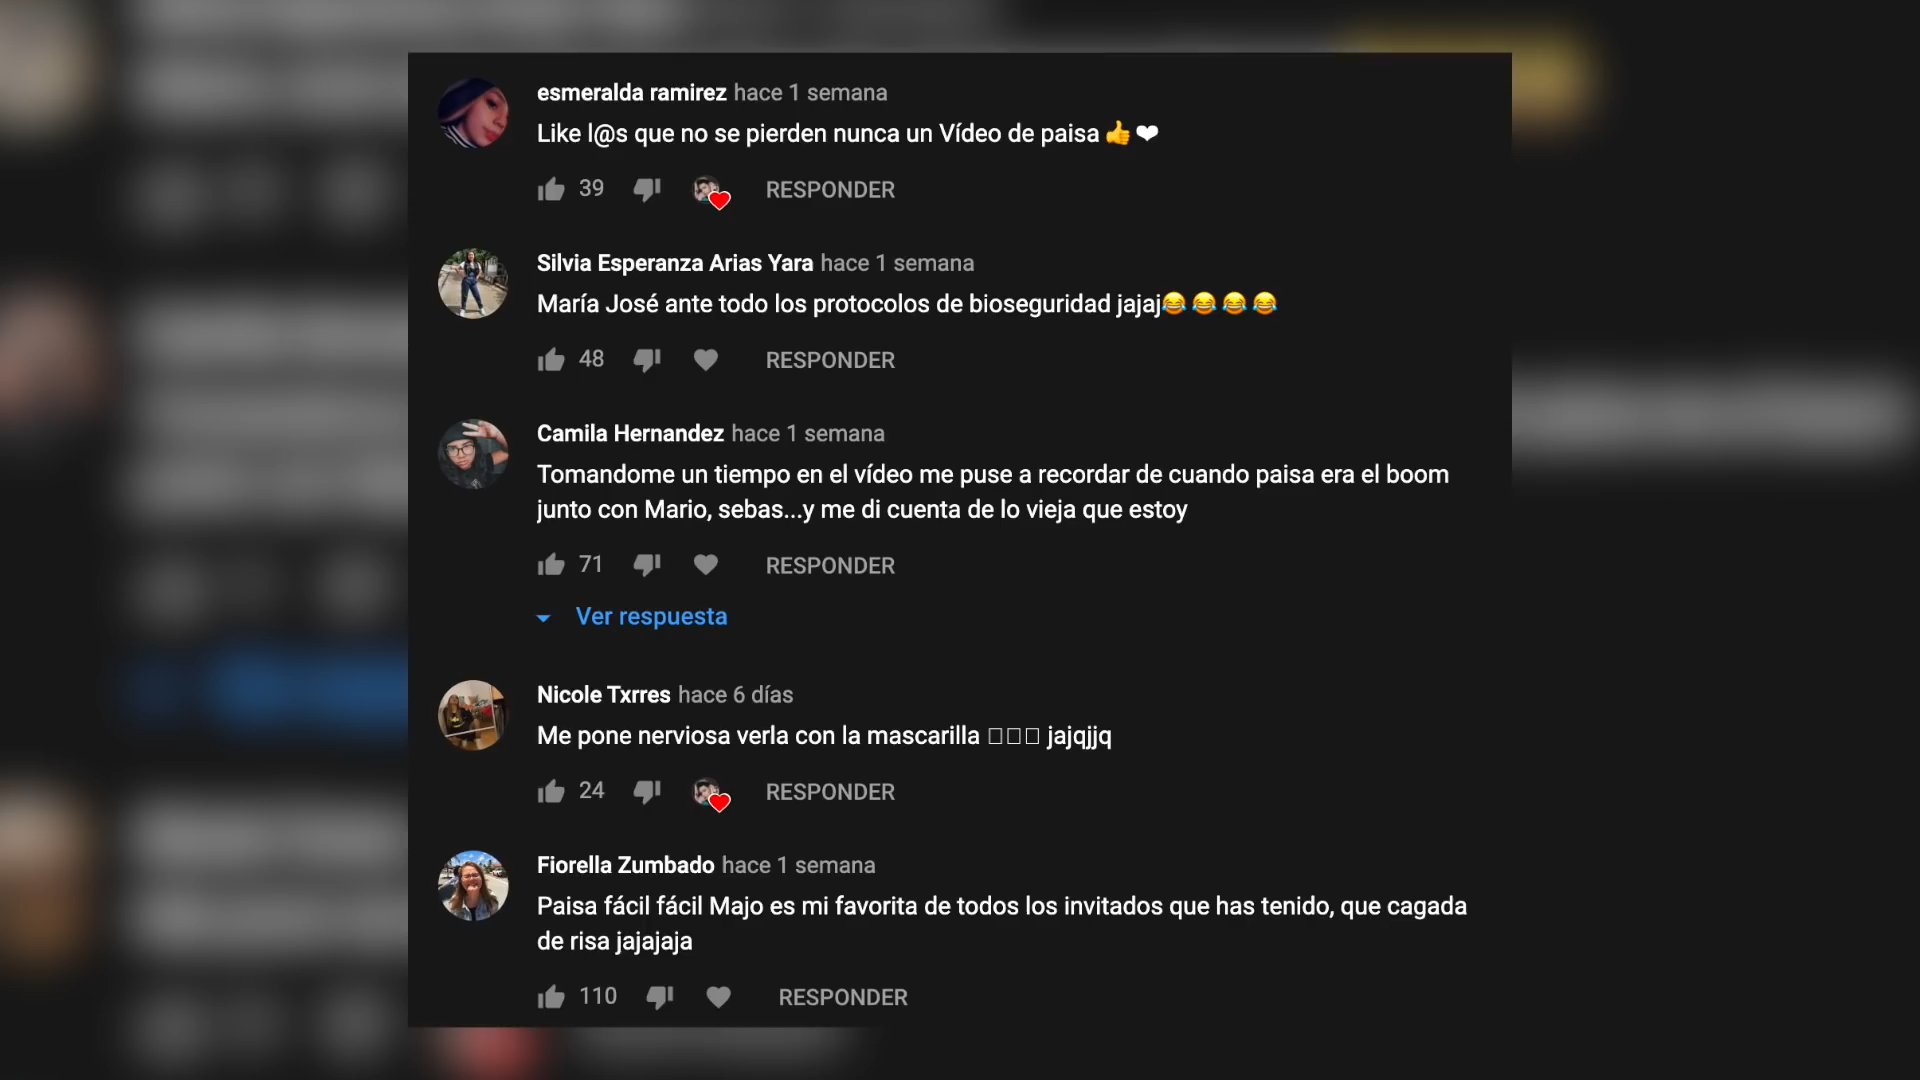 esmeralda ramirez hace 1 semana
Like l@s que no se pierden nunca un Vídeo de paisa 👍❤
39 RESPONDER
Silvia Esperanza Arias Yara hace 1 semana
María José ante todo los protocolos de bioseguridad jajaj😂😂😂😂
48 RESPONDER
Camila Hernandez hace 1 semana
Tomandome un tiempo en el vídeo me puse a recordar de cuando paisa era el boom
junto con Mario, sebas...y me di cuenta de lo vieja que estoy
71 RESPONDER
Ver respuesta
Nicole Txrres hace 6 días
Me pone nerviosa verla con la mascarilla □□□ jajqjjq
24 RESPONDER
Fiorella Zumbado hace 1 semana
Paisa fácil fácil Majo es mi favorita de todos los invitados que has tenido, que cagada
de risa jajajaja
110 RESPONDER